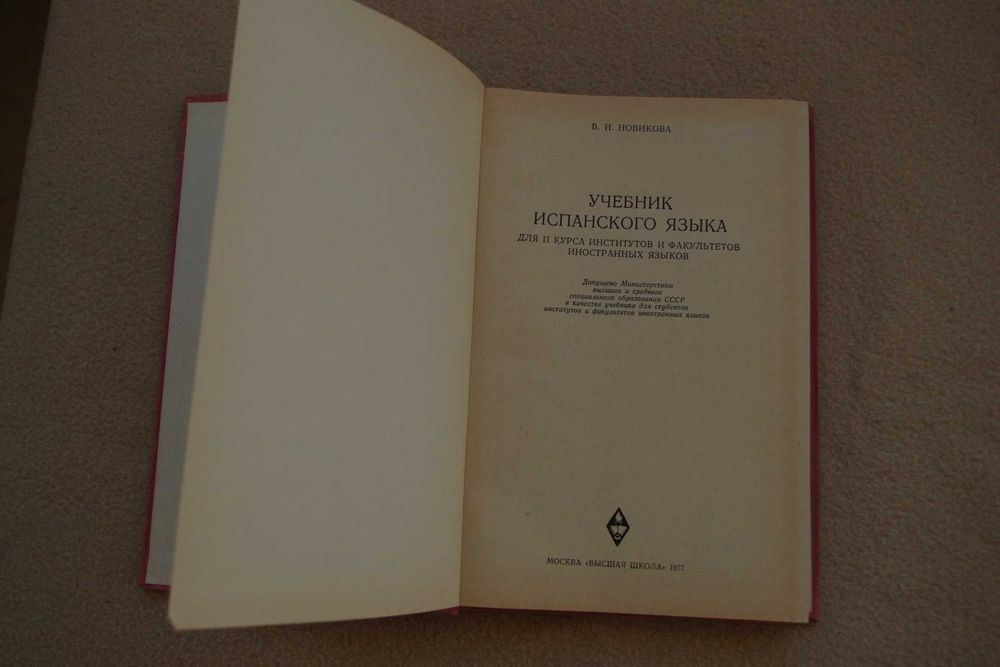 В. И. НОВИКОВА
УЧЕБНИК
ИСПАНСКОГО ЯЗЫКА
ДЛЯ II КУРСА ИНСТИТУТОВ И ФАКУЛЬТЕТОВ
ИНОСТРАННЫХ ЯЗЫКОВ
Допущено Министерством
высшего и среднего
специального образования СССР
в качестве учебника для студентов
институтов и факультетов иностранных языков
МОСКВА «ВЫСШАЯ ШКОЛА» 1977